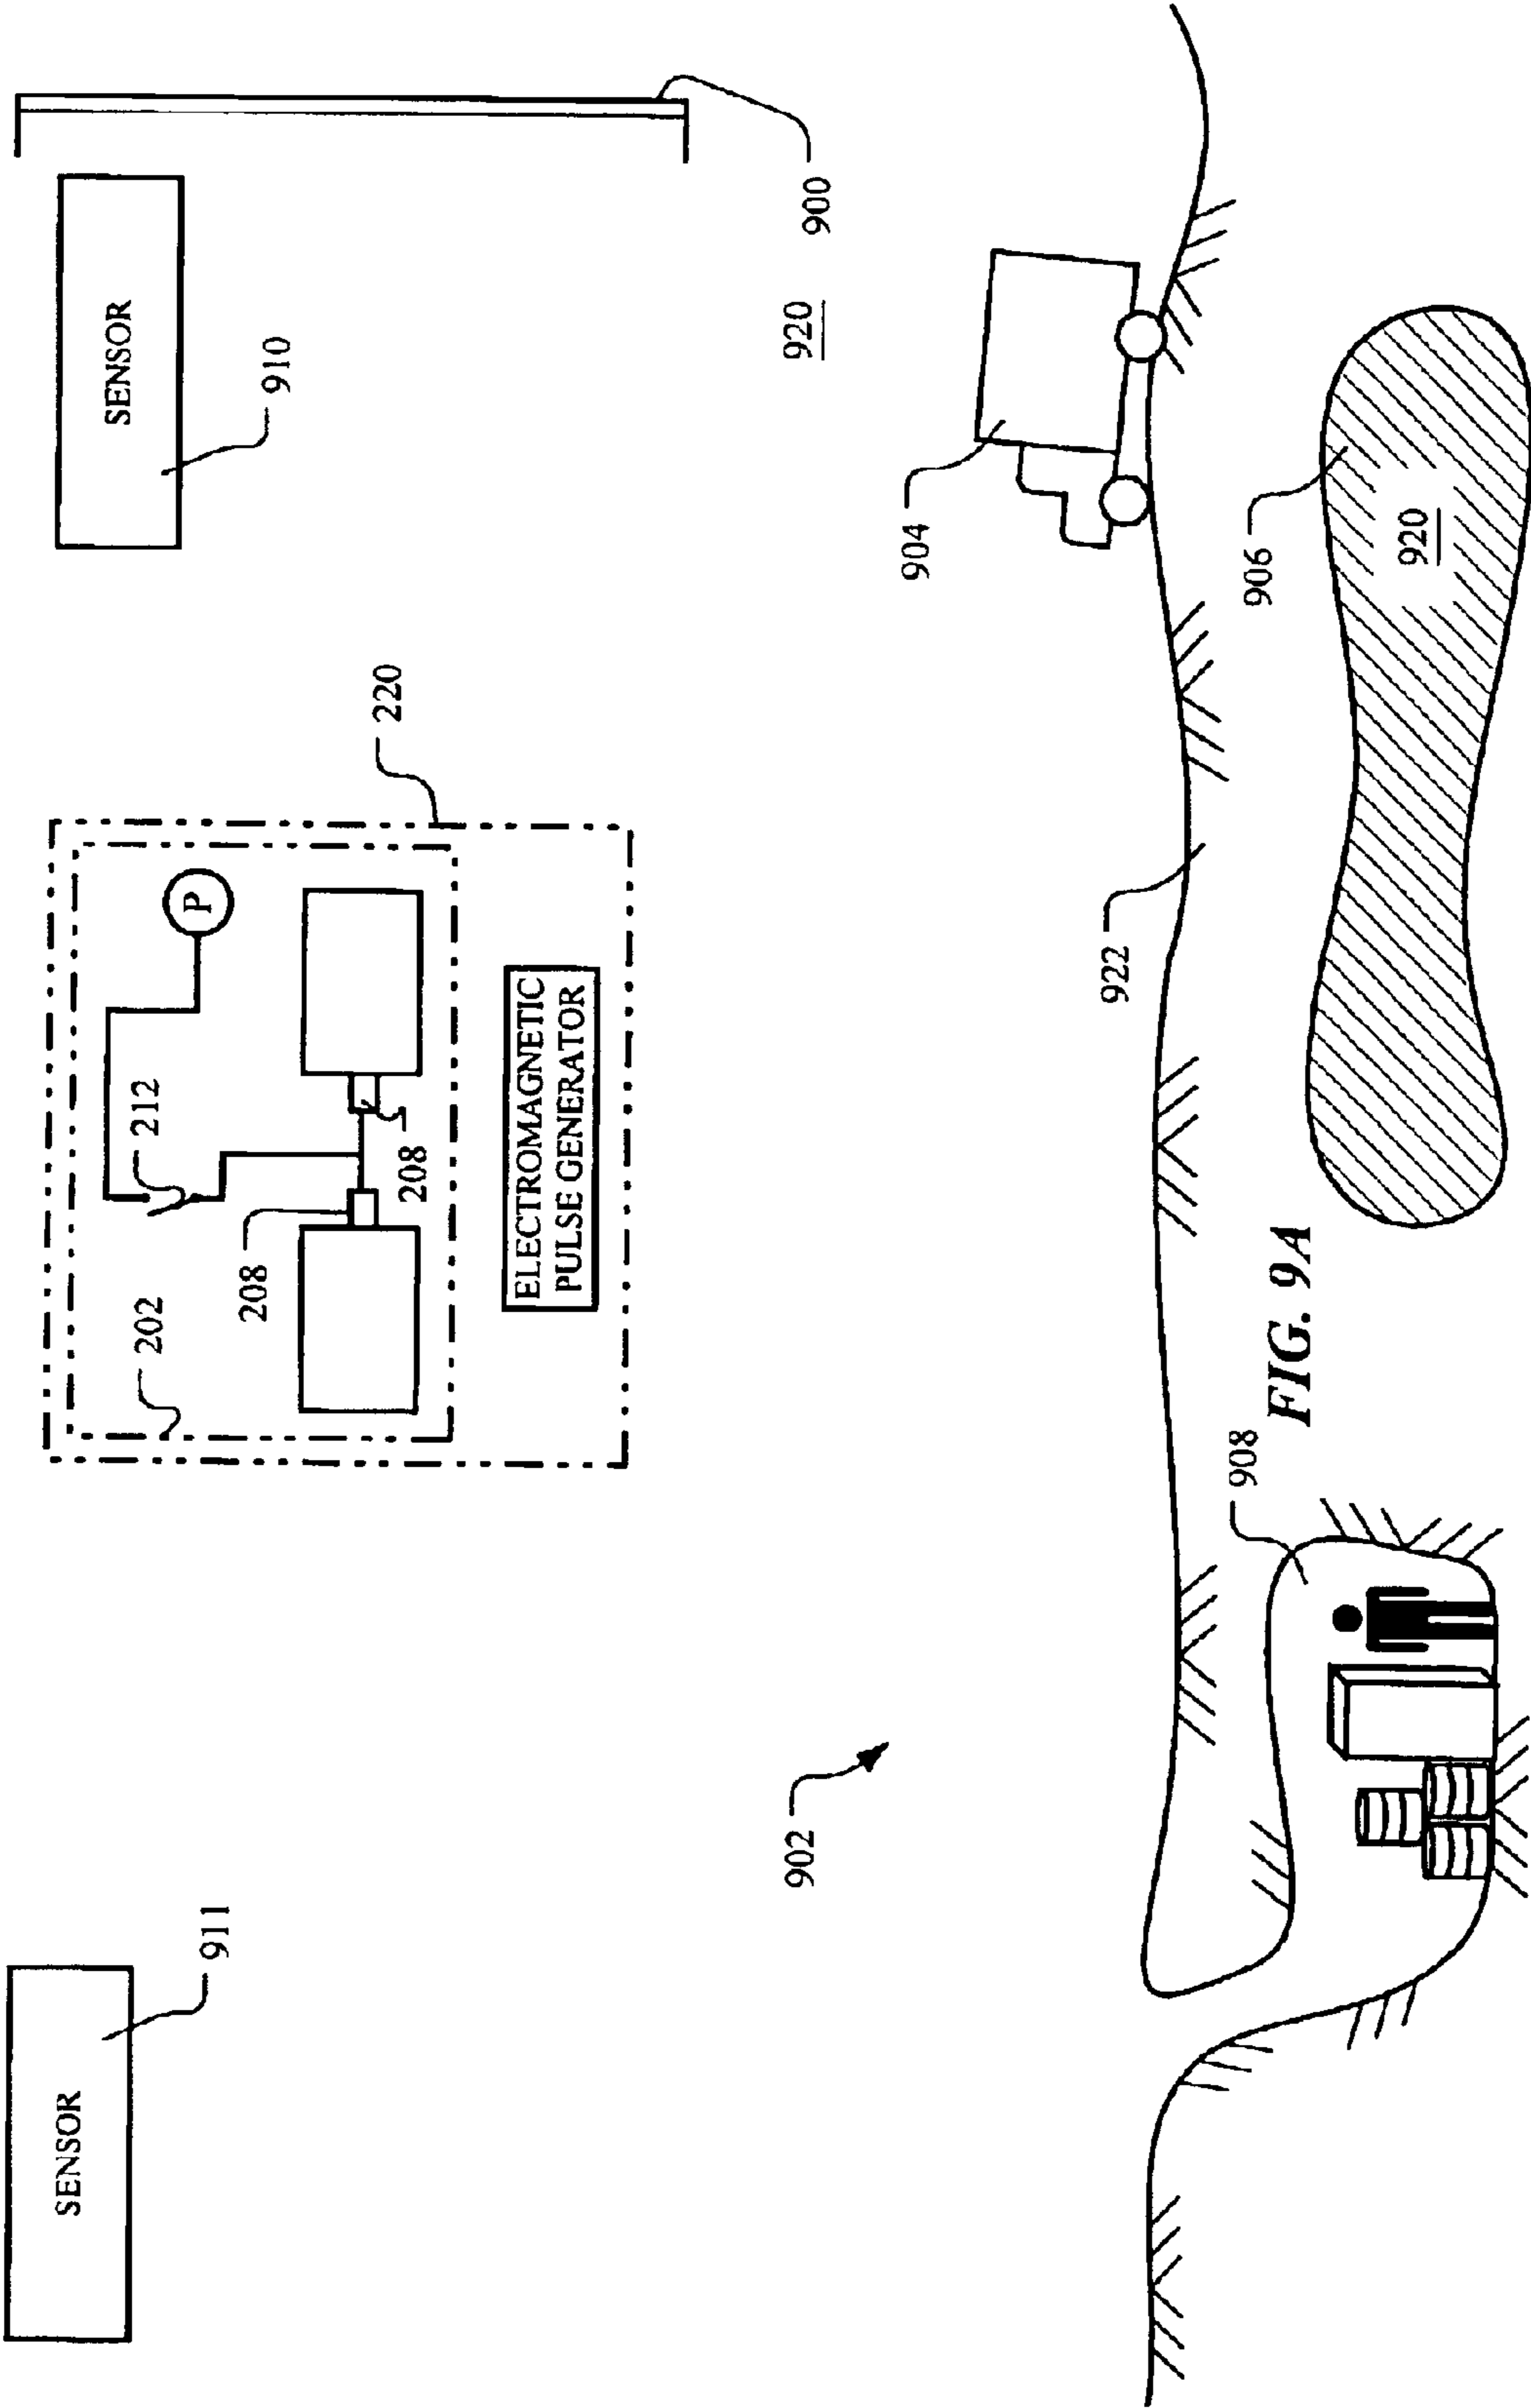 SENSOR
911
202
212
P
208
208
220
ELECTROMAGNETIC
PULSE GENERATOR
SENSOR
910
900
920
902
922
904
906
920
908
FIG. 9A